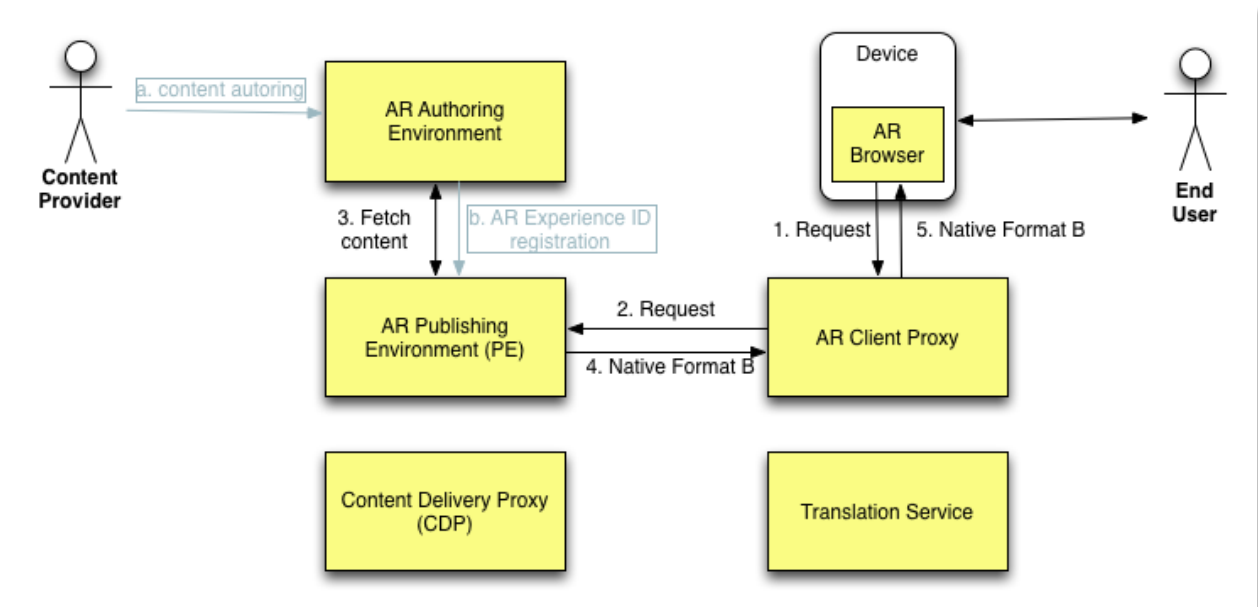 Device
a. content autoring
AR Authoring
Environment
AR
Browser
Content
Provider
End
User
3. Fetch
content
b. AR Experience ID
registration
1. Request
5. Native Format B
AR Publishing
Environment (PE)
2. Request
4. Native Format B
AR Client Proxy
Content Delivery Proxy
(CDP)
Translation Service